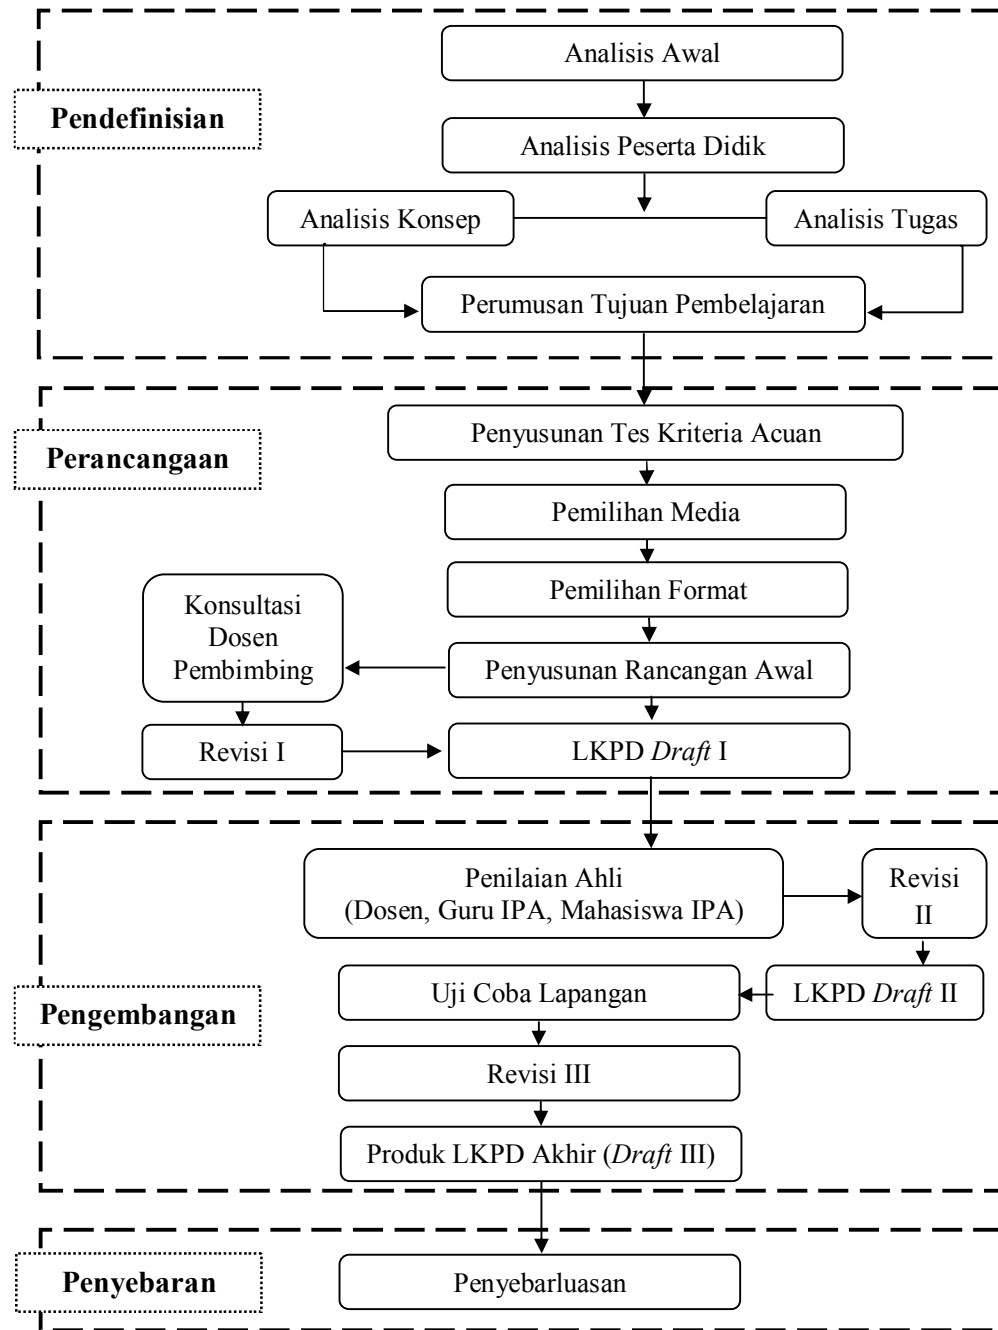 Analisis Awal
Pendefinisian
Analisis Peserta Didik
Analisis Konsep
Analisis Tugas
Perumusan Tujuan Pembelajaran
Penyusunan Tes Kriteria Acuan
Perancangaan
Pemilihan Media
Pemilihan Format
Konsultasi
Dosen
Pembimbing
Penyusunan Rancangan Awal
Revisi I
LKPD Draft I
Penilaian Ahli
(Dosen, Guru IPA, Mahasiswa IPA)
Revisi
II
Uji Coba Lapangan
LKPD Draft II
Pengembangan
Revisi III
Produk LKPD Akhir (Draft III)
Penyebaran
Penyebarluasan